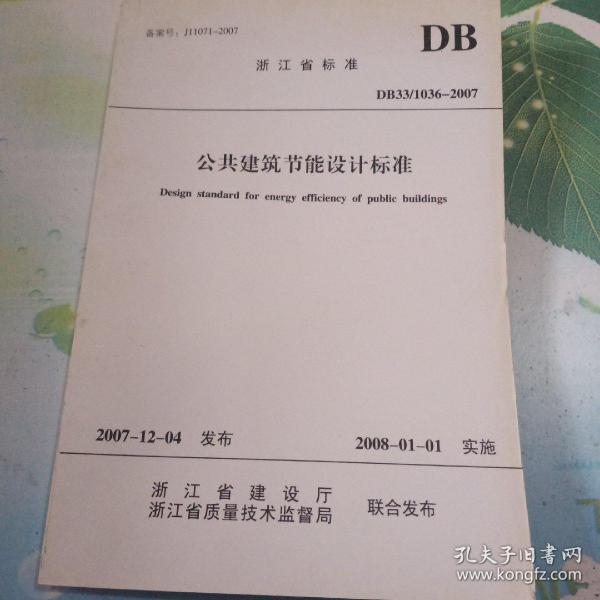 备案号：J11071-2007
DB
浙江省标准
DB33/1036-2007
公共建筑节能设计标准
Design standard for energy efficiency of public buildings
2007-12-04 发布
2008-01-01 实施
浙江省建设厅
浙江省质量技术监督局
联合发布
孔夫子旧书网
www.kongfz.com